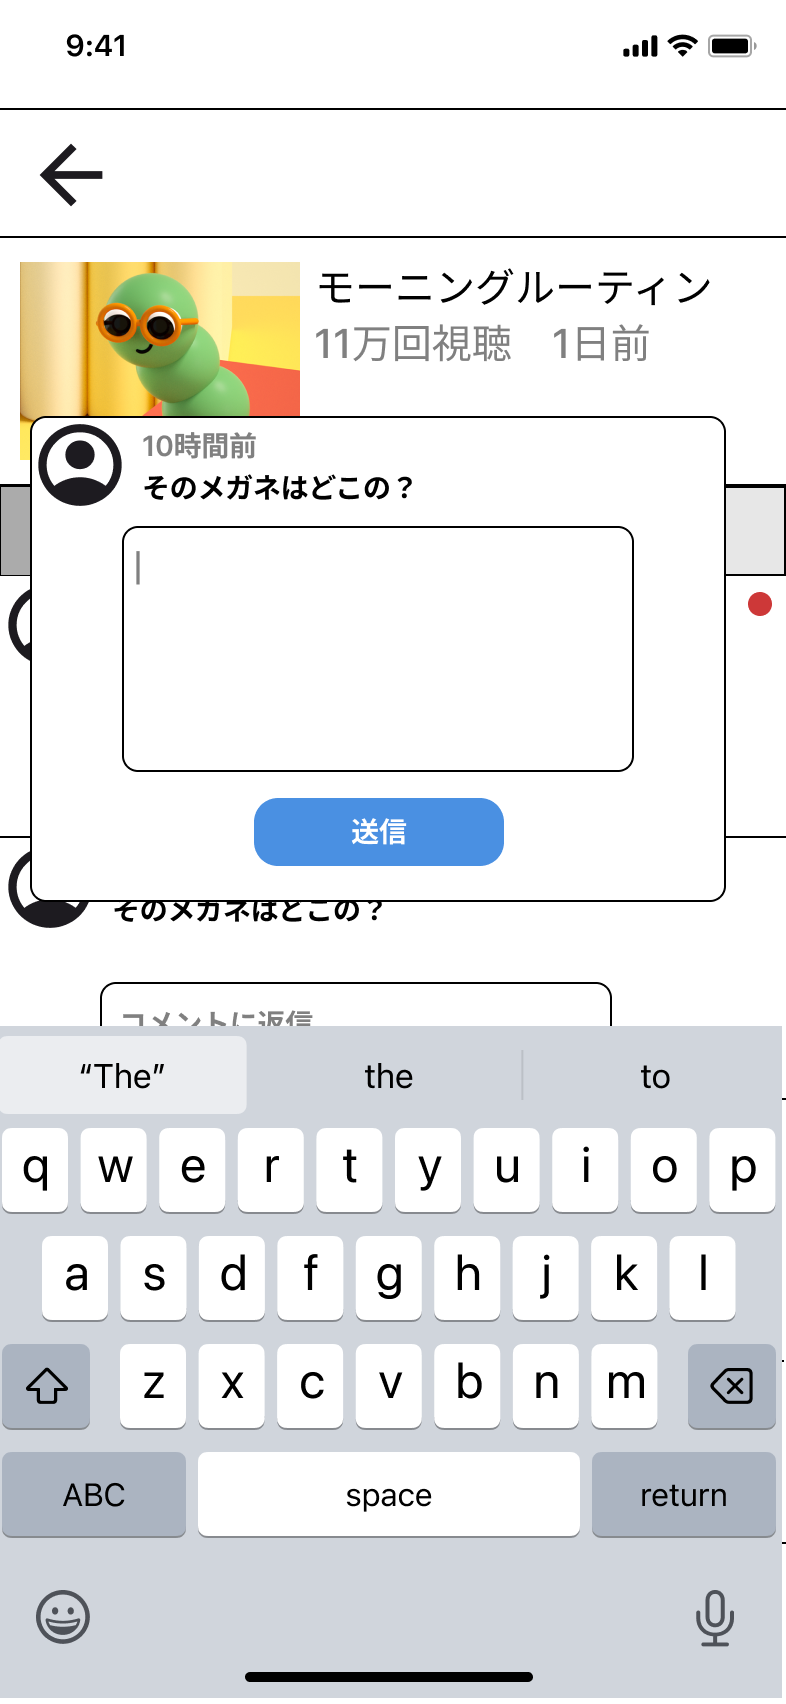 9:41
モーニングルーティン
11万回視聴　1日前
10時間前
そのメガネはどこの？
送信
そのメガネはどこの？
コメントに返信
“The” the to
q w e r t y u i o p
a s d f g h j k l
z x c v b n m
ABC space return